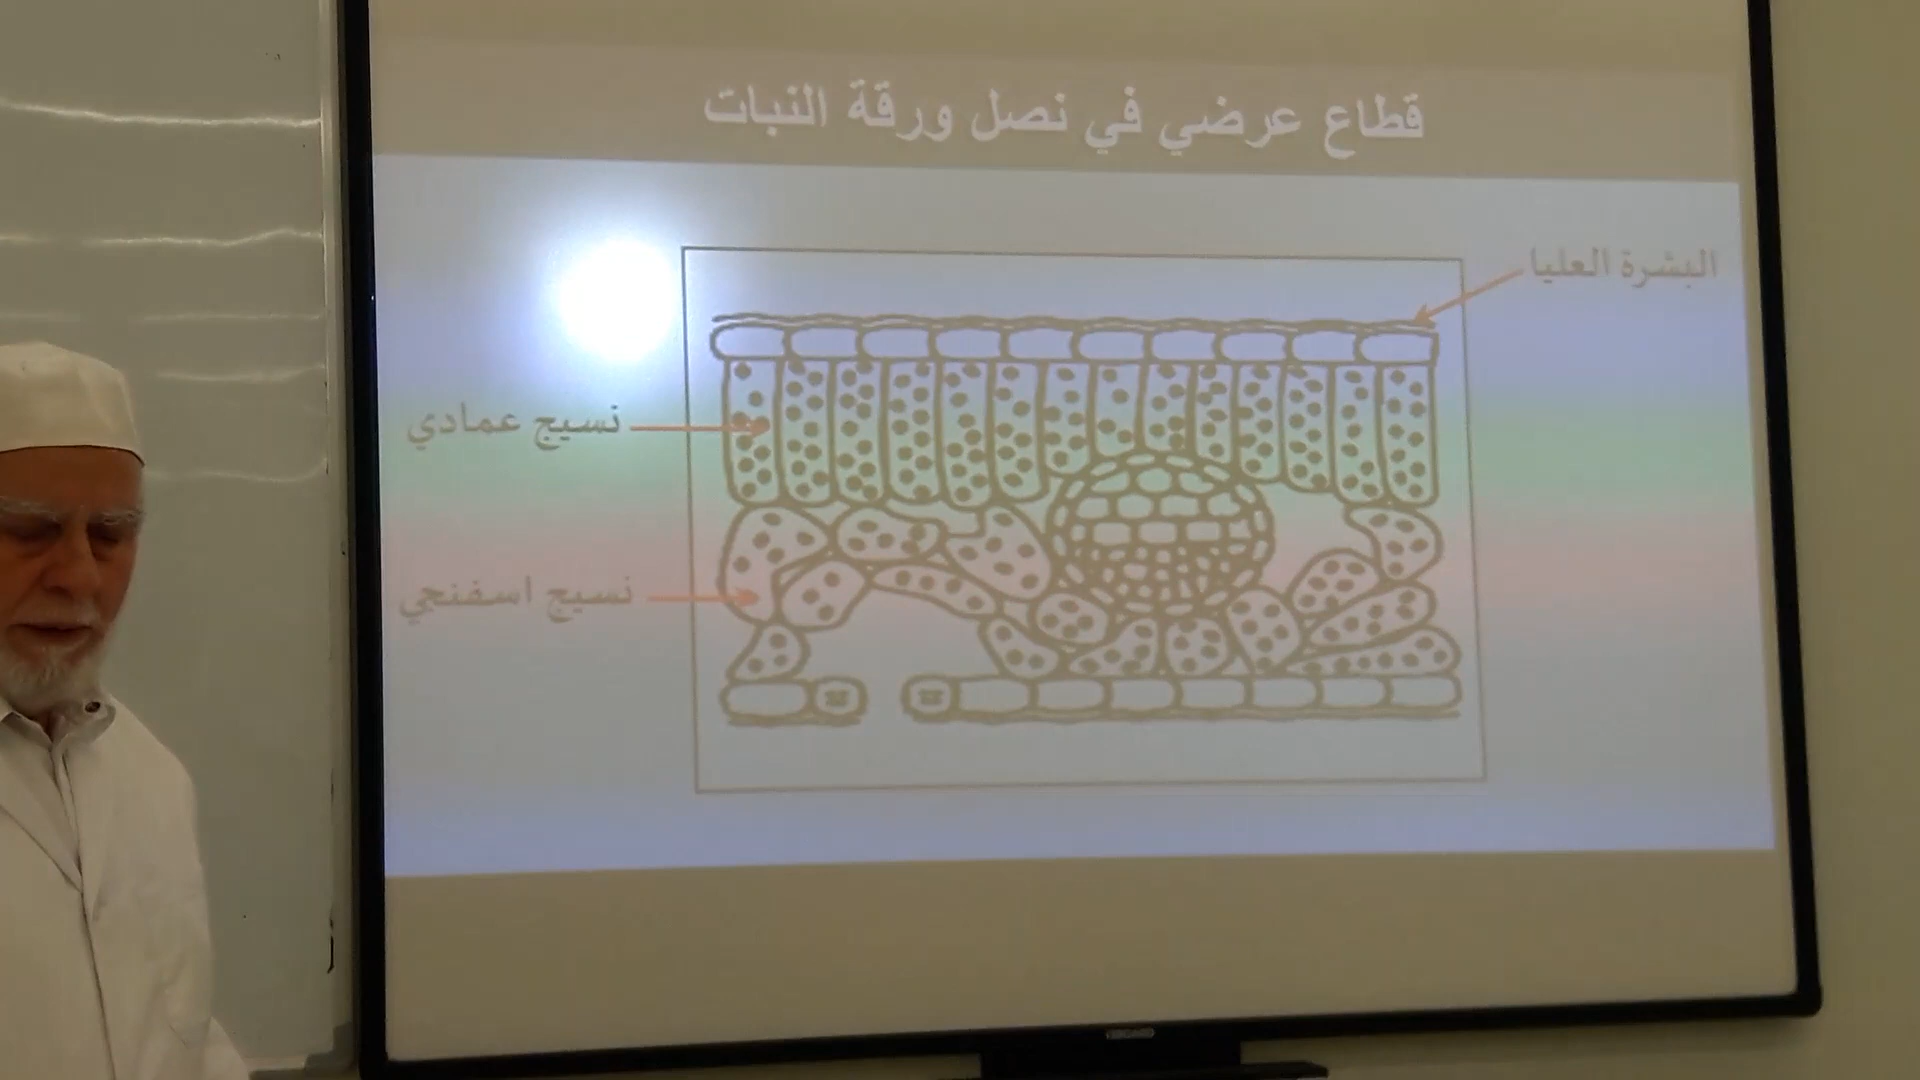 قطاع عرضي في نصل ورقة النبات
البشرة العليا
نسيج عمادي
نسيج اسفنجي